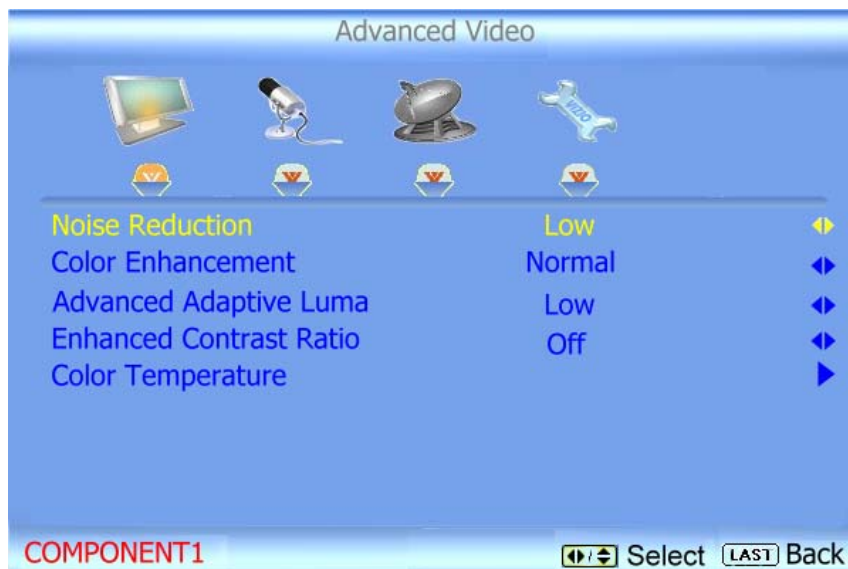 Advanced Video
VIZIO
Noise Reduction Low
Color Enhancement Normal
Advanced Adaptive Luma Low
Enhanced Contrast Ratio Off
Color Temperature
COMPONENT1 Select LAST Back